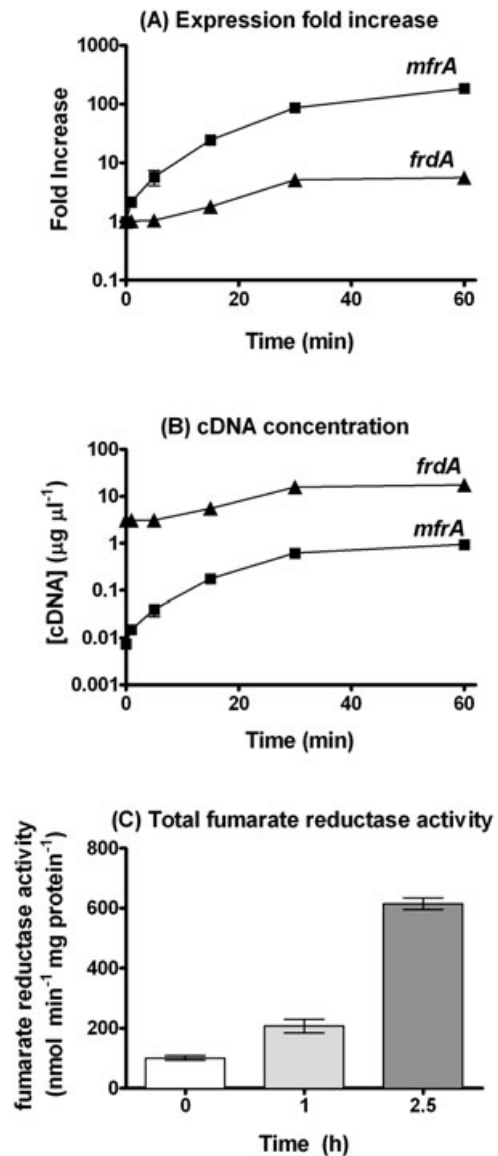 (A) Expression fold increase
1000
100
10
1
0.1
Fold Increase
mfrA
frdA
0 20 40 60
Time (min)
(B) cDNA concentration
100
10
1
0.1
0.01
0.001
[cDNA] (µg µl⁻¹)
frdA
mfrA
0 20 40 60
Time (min)
(C) Total fumarate reductase activity
800
600
400
200
0
fumarate reductase activity
(nmol min⁻¹ mg protein⁻¹)
0 1 2.5
Time (h)